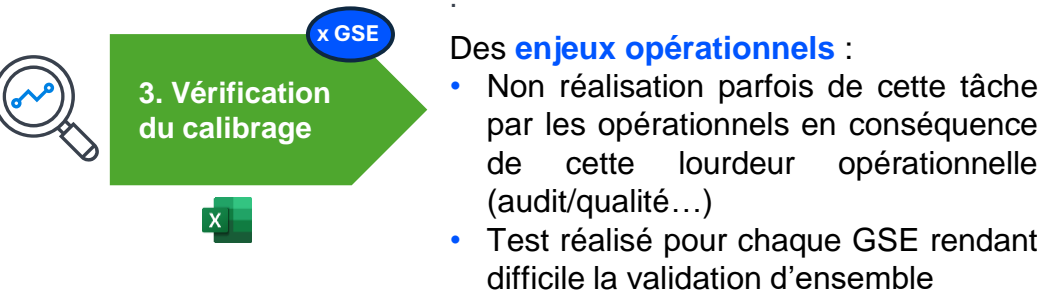 x GSE
3. Vérification
du calibrage
X
.
Des enjeux opérationnels :
• Non réalisation parfois de cette tâche
par les opérationnels en conséquence
de cette lourdeur opérationnelle
(audit/qualité…)
• Test réalisé pour chaque GSE rendant
difficile la validation d’ensemble